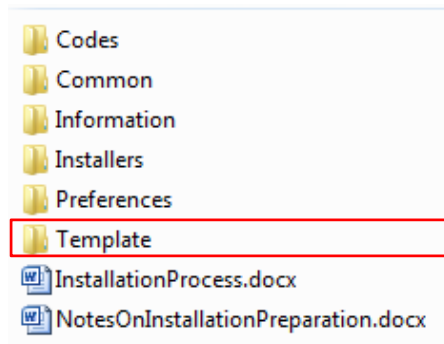 Codes
Common
Information
Installers
Preferences
Template
InstallationProcess.docx
NotesOnInstallationPreparation.docx